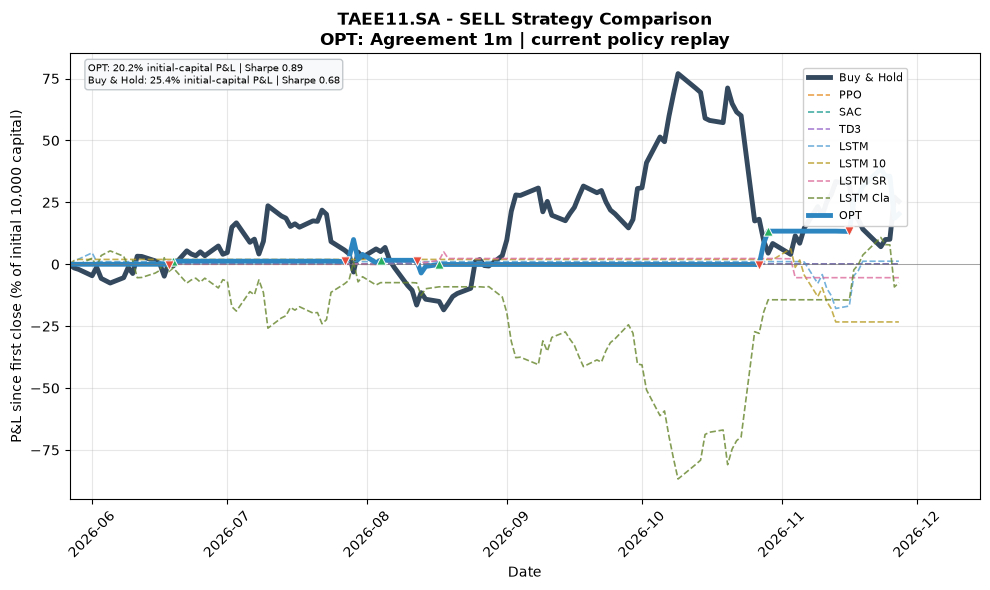 TAEE11.SA - SELL Strategy Comparison
OPT: Agreement 1m | current policy replay
OPT: 20.2% initial-capital P&L | Sharpe 0.89
Buy & Hold: 25.4% initial-capital P&L | Sharpe 0.68
Buy & Hold
PPO
SAC
TD3
LSTM
LSTM 10
LSTM SR
LSTM Cla
OPT
P&L since first close (% of initial 10,000 capital)
75
50
25
0
−25
−50
−75
2026-06
2026-07
2026-08
2026-09
2026-10
2026-11
2026-12
Date